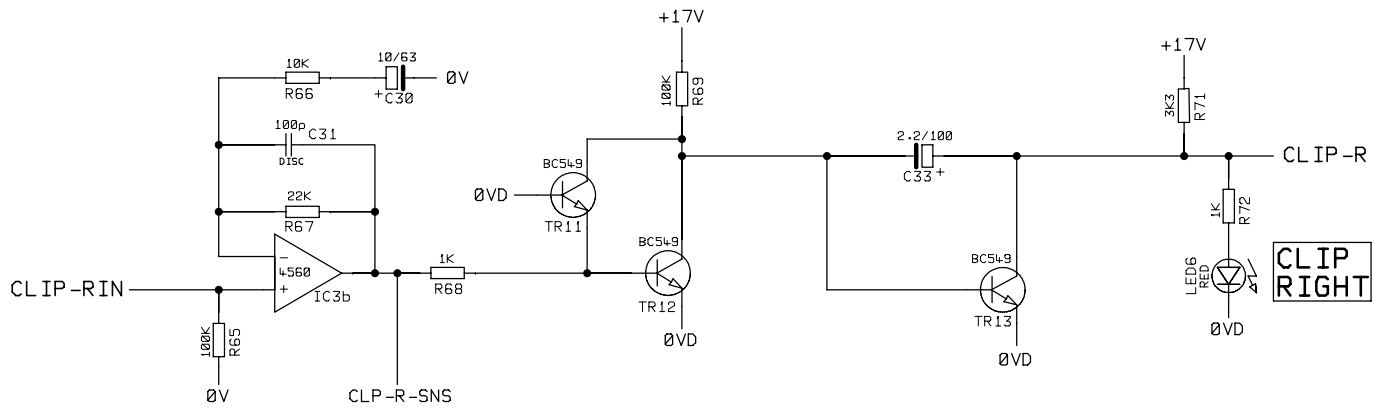 +17V
+17V
10K
10/63
0V
R66
+
C30
100K
R69
3K3
R71
100p
C31
DISC
2.2/100
CLIP-R
C33
+
BC549
22K
0VD
R67
TR11
1K
R72
BC549
BC549
-
4560
1K
CLIP
RIGHT
LED6
RED
CLIP-RIN
+
IC3b
R68
TR12
TR13
100K
R65
0VD
0VD
0VD
0V
CLP-R-SNS